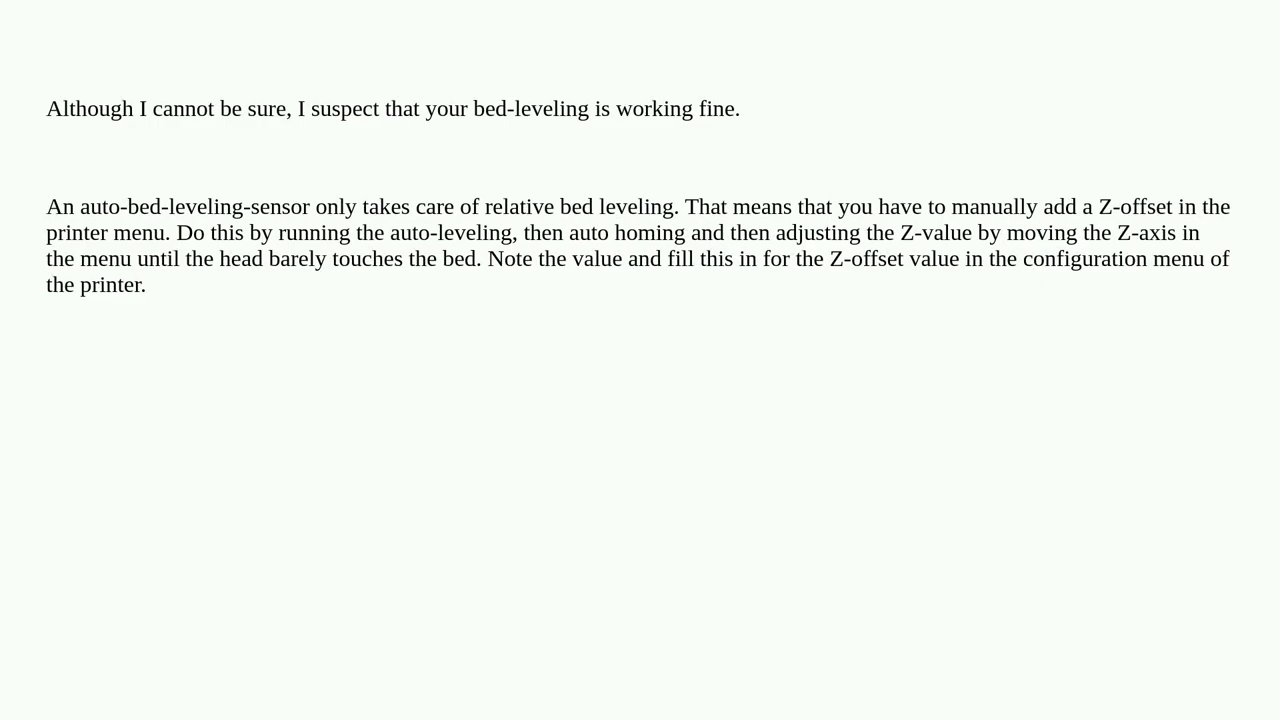 Although I cannot be sure, I suspect that your bed-leveling is working fine.
An auto-bed-leveling-sensor only takes care of relative bed leveling. That means that you have to manually add a Z-offset in the
printer menu. Do this by running the auto-leveling, then auto homing and then adjusting the Z-value by moving the Z-axis in
the menu until the head barely touches the bed. Note the value and fill this in for the Z-offset value in the configuration menu of
the printer.